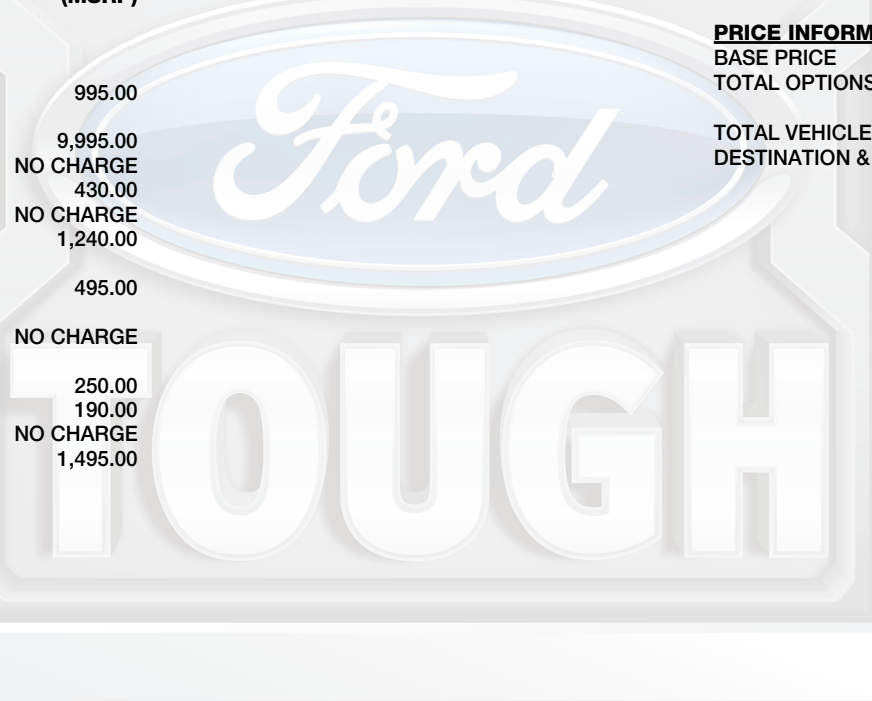 (MSRP)
995.00
9,995.00
NO CHARGE
430.00
NO CHARGE
1,240.00
495.00
NO CHARGE
250.00
190.00
NO CHARGE
1,495.00
PRICE INFORM
BASE PRICE
TOTAL OPTIONS
TOTAL VEHICLE
DESTINATION &
Ford
TOUGH